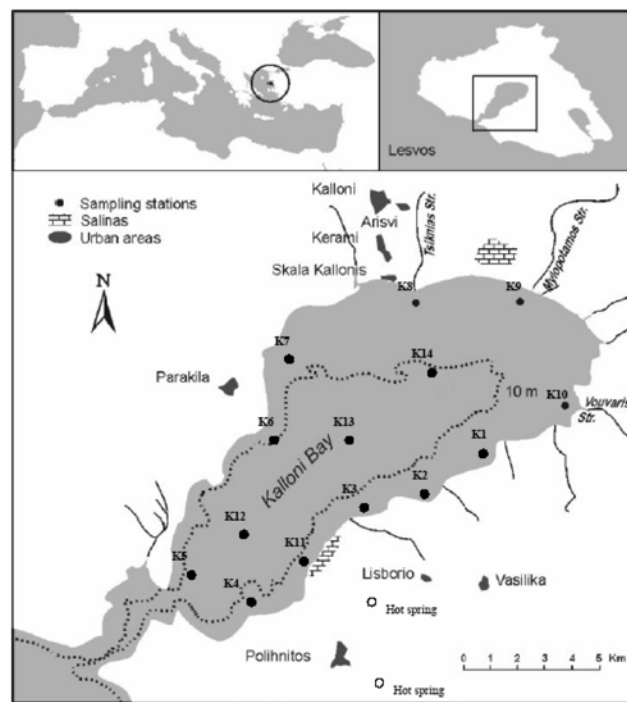 Lesvos
Sampling stations
Salinas
Urban areas
N
Kalloni
Arisvi
Kerami
Skala Kallonis
Tsiknias Str.
Mylopolamos Str.
K8
K9
K7
K14
Parakila
10 m
K10
Vouvaris
Str.
K6
K13
K1
Kalloni Bay
K2
K3
K12
K11
K5
K4
Lisborio
Vasilika
Hot spring
Polihnitos
0 1 2 3 4 5 Km
Hot spring